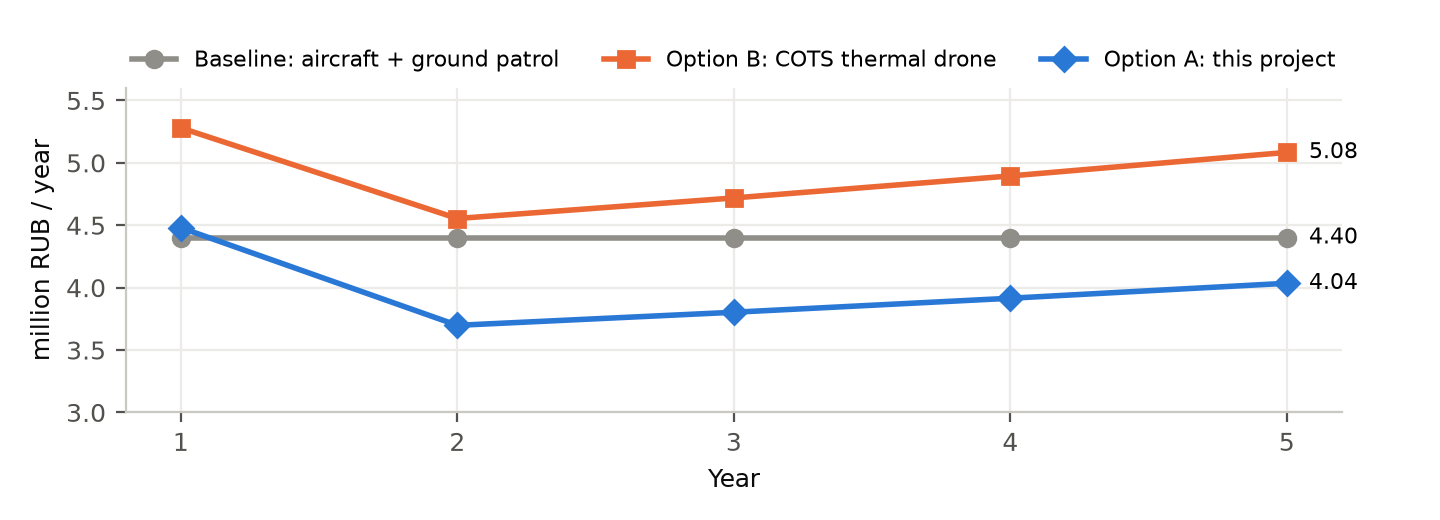 Baseline: aircraft + ground patrol
Option B: COTS thermal drone
Option A: this project
million RUB / year
5.5
5.0
4.5
4.0
3.5
3.0
5.08
4.40
4.04
1
2
3
4
5
Year